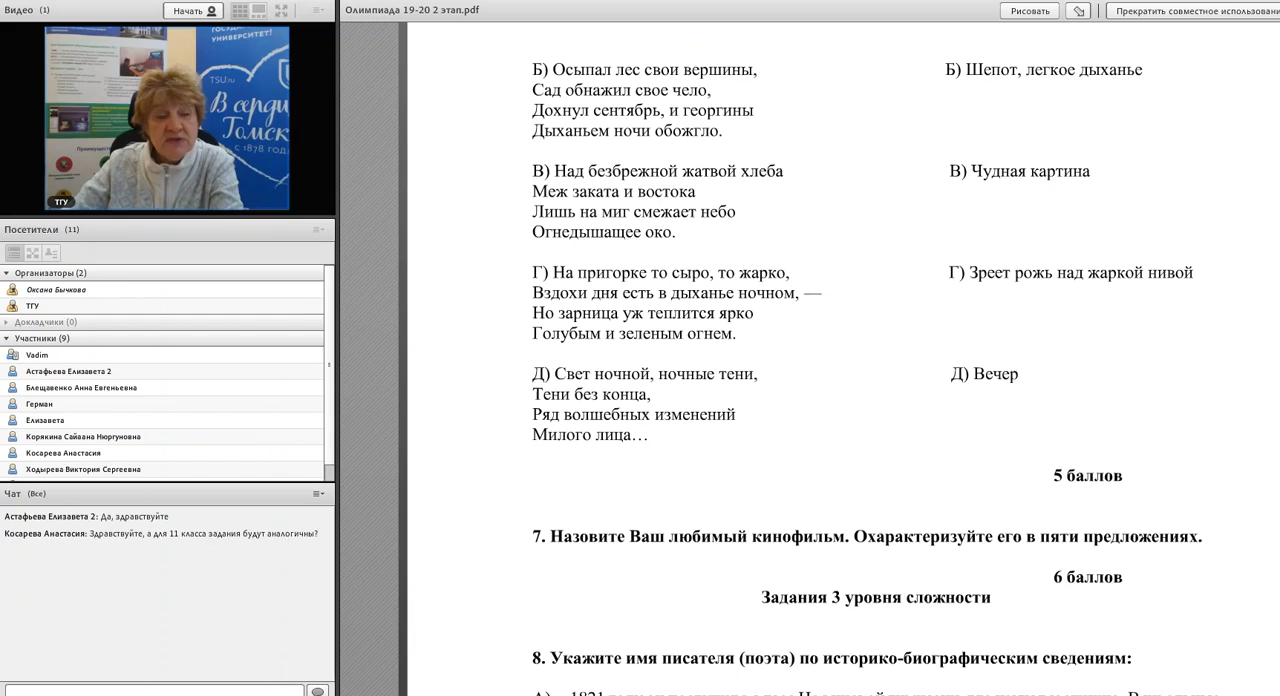 Видео (1)
Начать
Олимпиада 19-20 2 этап.pdf
Рисовать
Прекратить совместное использовани
УНИВЕРСИТЕТ!
TSU.ru
В сердце
Томск
с 1878 год
ТГУ
Посетители (11)
Организаторы (2)
Оксана Бычкова
ТГУ
Докладчики (0)
Участники (9)
Vadim
Астафьева Елизавета 2
Блещавенко Анна Евгеньевна
Герман
Елизавета
Корякина Сайаана Нюргуновна
Косарева Анастасия
Ходырева Виктория Сергеевна
Чат (Все)
Астафьева Елизавета 2: Да, здравствуйте
Косарева Анастасия: Здравствуйте, а для 11 класса задания будут аналогичны?
Б) Осыпал лес свои вершины,
Сад обнажил свое чело,
Дохнул сентябрь, и георгины
Дыханьем ночи обожгло.
Б) Шепот, легкое дыханье
В) Над безбрежной жатвой хлеба
Меж заката и востока
Лишь на миг смежает небо
Огнедышащее око.
В) Чудная картина
Г) На пригорке то сыро, то жарко,
Вздохи дня есть в дыханье ночном, —
Но зарница уж теплится ярко
Голубым и зеленым огнем.
Г) Зреет рожь над жаркой нивой
Д) Свет ночной, ночные тени,
Тени без конца,
Ряд волшебных изменений
Милого лица…
Д) Вечер
5 баллов
7. Назовите Ваш любимый кинофильм. Охарактеризуйте его в пяти предложениях.
6 баллов
Задания 3 уровня сложности
8. Укажите имя писателя (поэта) по историко-биографическим сведениям: